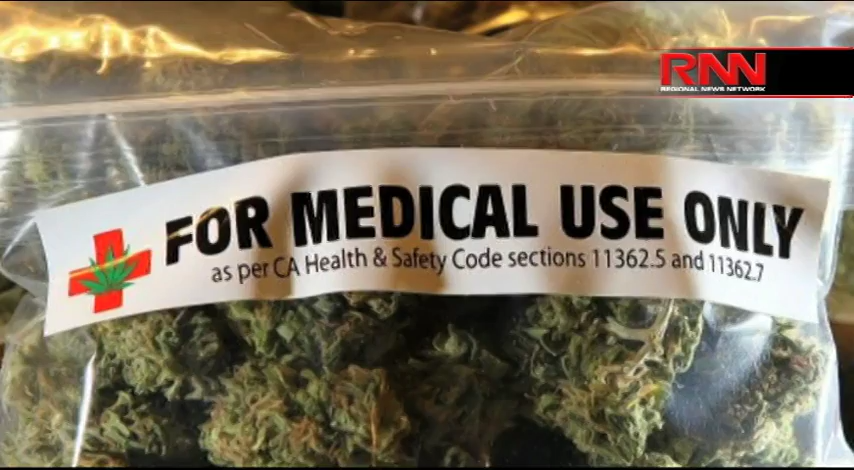 RNN
REGIONAL NEWS NETWORK
FOR MEDICAL USE ONLY
as per CA Health & Safety Code sections 11362.5 and 11362.7